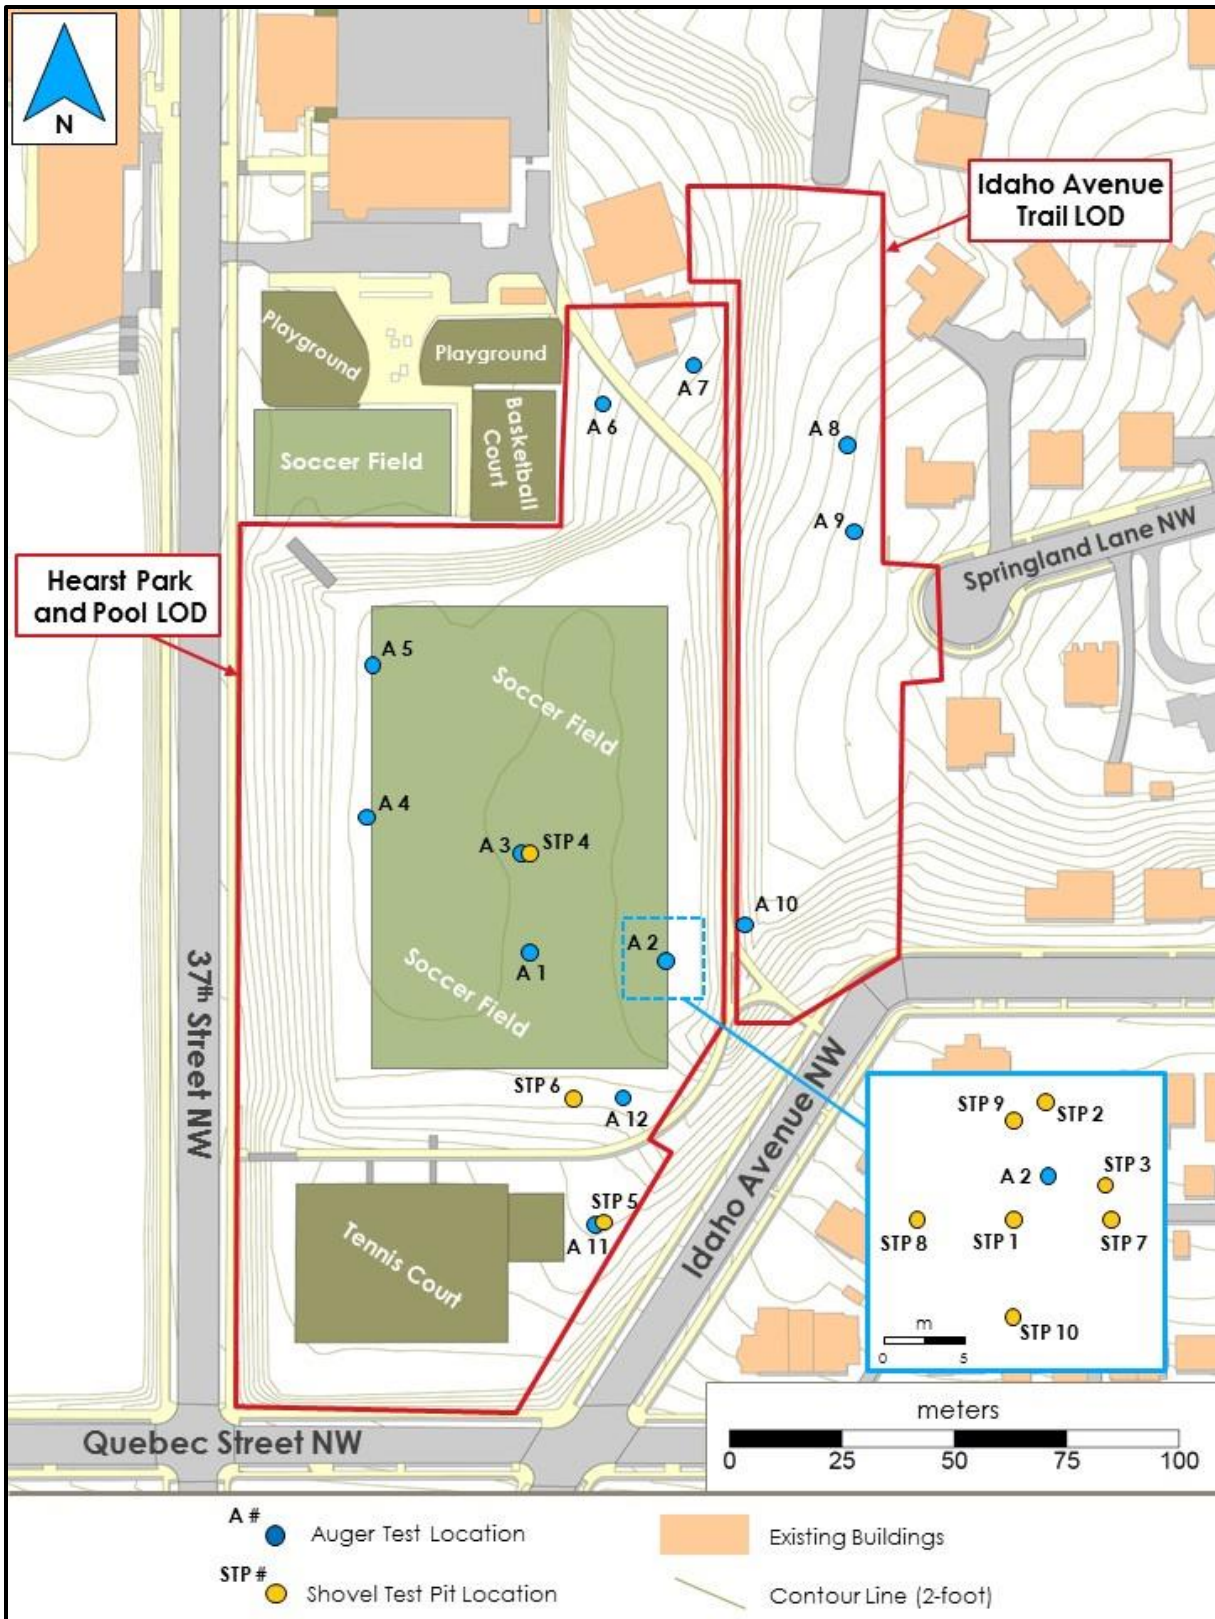 N
Idaho Avenue
Trail LOD
Playground
Playground
A 7
A 6
Basketball
Court
Soccer Field
A 8
A 9
Springland Lane NW
Hearst Park
and Pool LOD
A 5
Soccer Field
A 4
A 3
STP 4
A 10
A 2
A 1
Soccer Field
37th Street NW
STP 6
A 12
Idaho Avenue NW
STP 9
STP 2
A 2
STP 3
STP 8
STP 1
STP 7
STP 10
m
0 5
STP 5
A 11
Tennis Court
Quebec Street NW
meters
0 25 50 75 100
A #
Auger Test Location
Existing Buildings
STP #
Shovel Test Pit Location
Contour Line (2-foot)